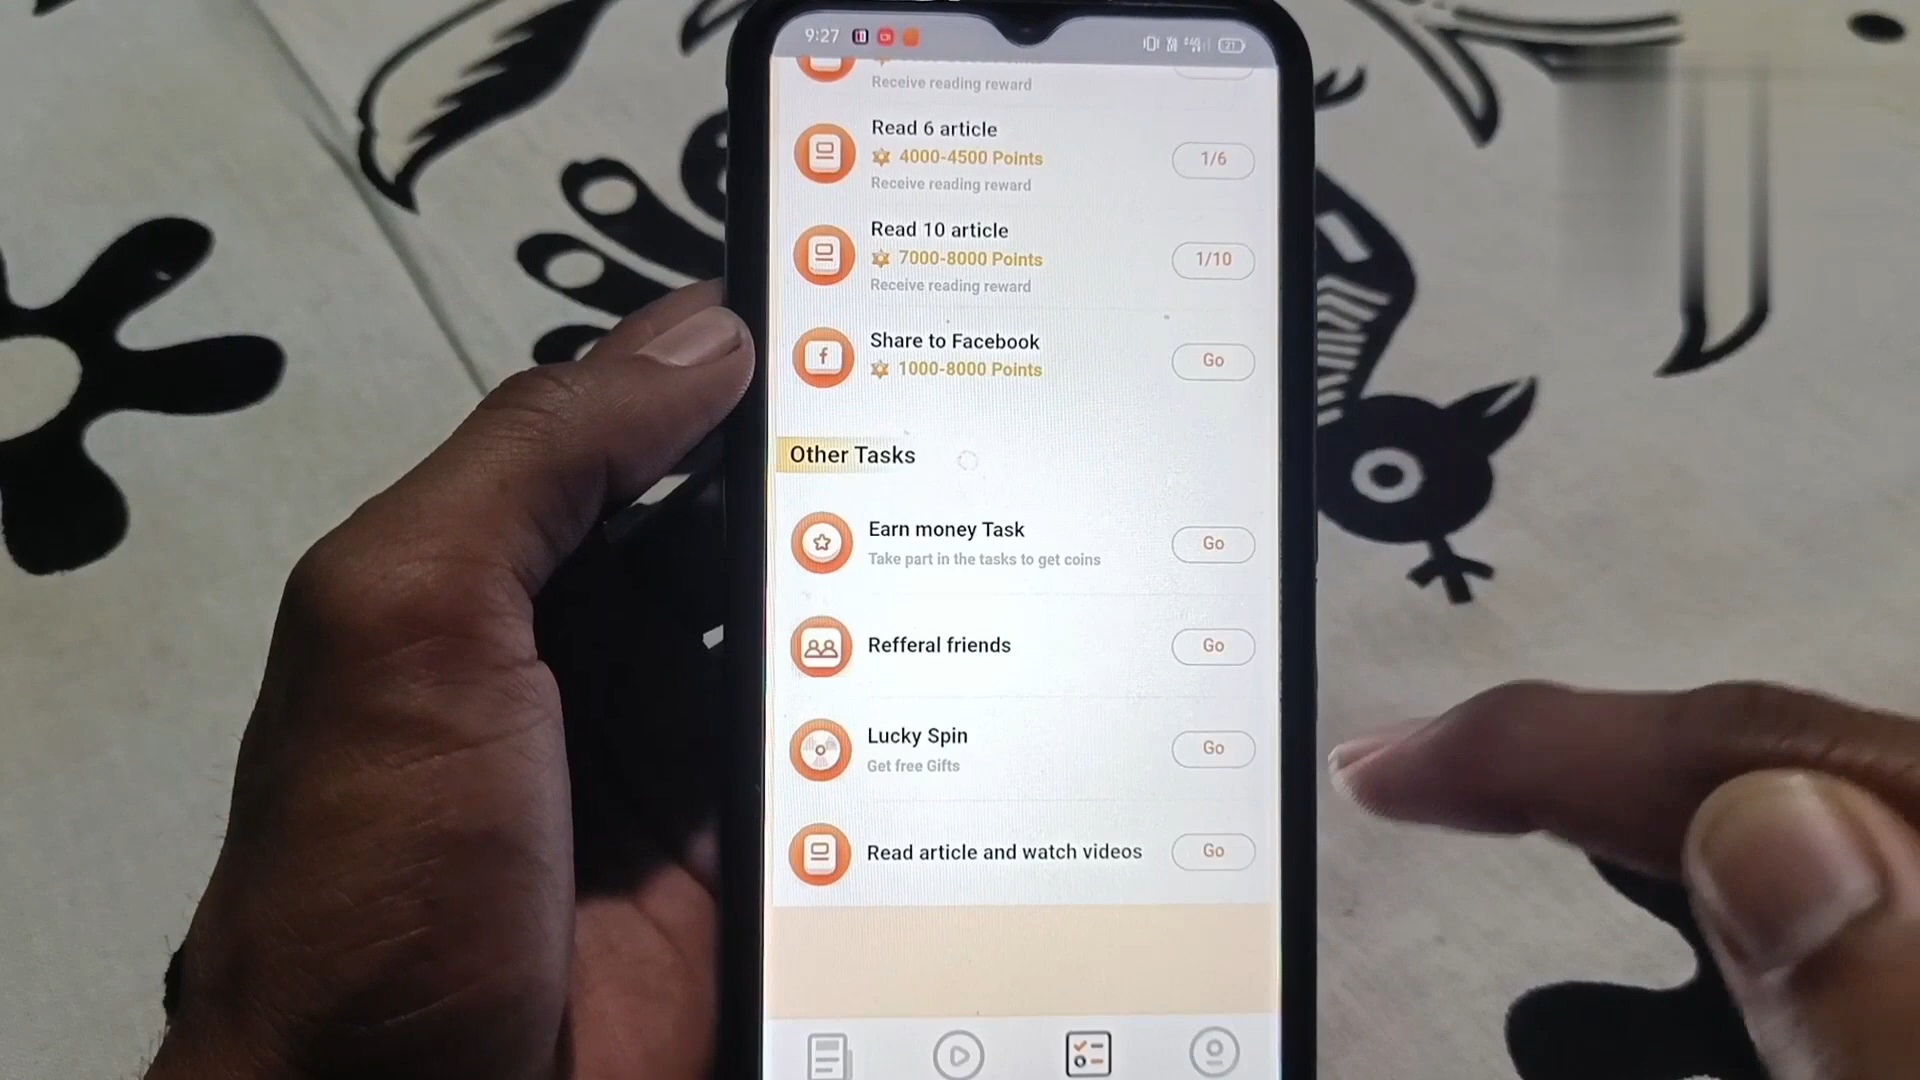 9:27
21
Receive reading reward
Read 6 article
4000-4500 Points
1/6
Receive reading reward
Read 10 article
7000-8000 Points
1/10
Receive reading reward
Share to Facebook
1000-8000 Points
Go
Other Tasks
Earn money Task
Take part in the tasks to get coins
Go
Refferal friends
Go
Lucky Spin
Get free Gifts
Go
Read article and watch videos
Go